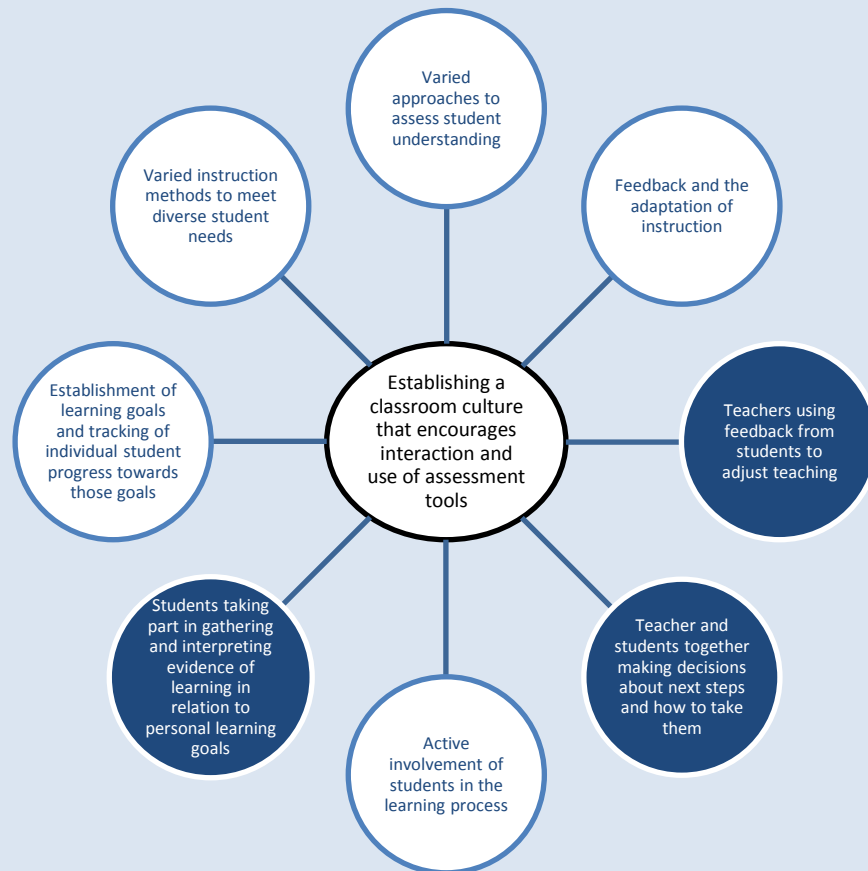 Varied
approaches to
assess student
understanding
Feedback and the
adaptation of
instruction
Teachers using
feedback from
students to
adjust teaching
Teacher and
students together
making decisions
about next steps
and how to take
them
Active
involvement of
students in the
learning process
Students taking
part in gathering
and interpreting
evidence of
learning in
relation to
personal learning
goals
Establishment of
learning goals
and tracking of
individual student
progress towards
those goals
Varied instruction
methods to meet
diverse student
needs
Establishing a
classroom culture
that encourages
interaction and
use of assessment
tools